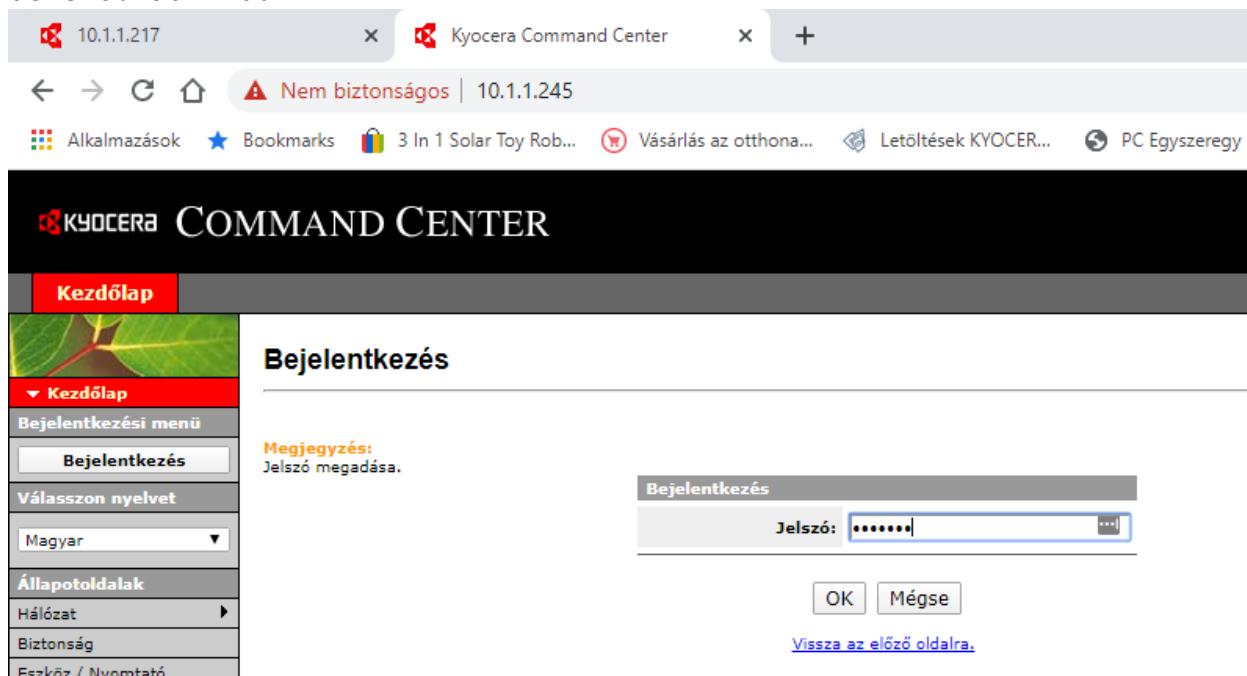 10.1.1.217
Kyocera Command Center
Nem biztonságos | 10.1.1.245
Alkalmazások
Bookmarks
3 In 1 Solar Toy Rob...
Vásárlás az otthona...
Letöltések KYOCER...
PC Egyszeregy
KYOCERA COMMAND CENTER
Kezdőlap
Kezdőlap
Bejelentkezési menü
Bejelentkezés
Válasszon nyelvet
Magyar
Állapotoldalak
Hálózat
Biztonság
Eszköz / Nyomtató
Bejelentkezés
Megjegyzés:
Jelszó megadása.
Bejelentkezés
Jelszó: •••••••
OK Mégse
Vissza az előző oldalra.